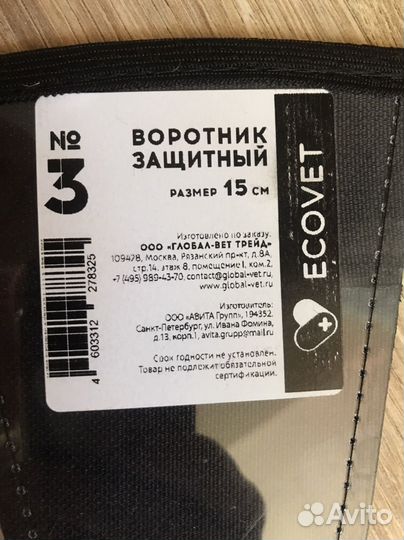 №
3
ВОРОТНИК
ЗАЩИТНЫЙ
РАЗМЕР 15 СМ
Изготовлено по заказу:
ООО «ГЛОБАЛ-ВЕТ ТРЕЙД»
109428, Москва, Рязанский пр-кт, д.8А,
стр.14, этаж 8, помещение I, ком.2,
+7 (495) 989-43-70, contact@global-vet.ru,
www.global-vet.ru
Изготовитель:
ООО «АВИТА Групп», 194352,
Санкт-Петербург, ул. Ивана Фомина,
д.13, корп.1, avita.grupp@mail.ru
Срок годности не установлен.
Товар не подлежит обязательной
сертификации.
4 603312 278325
ECOVET
Avito